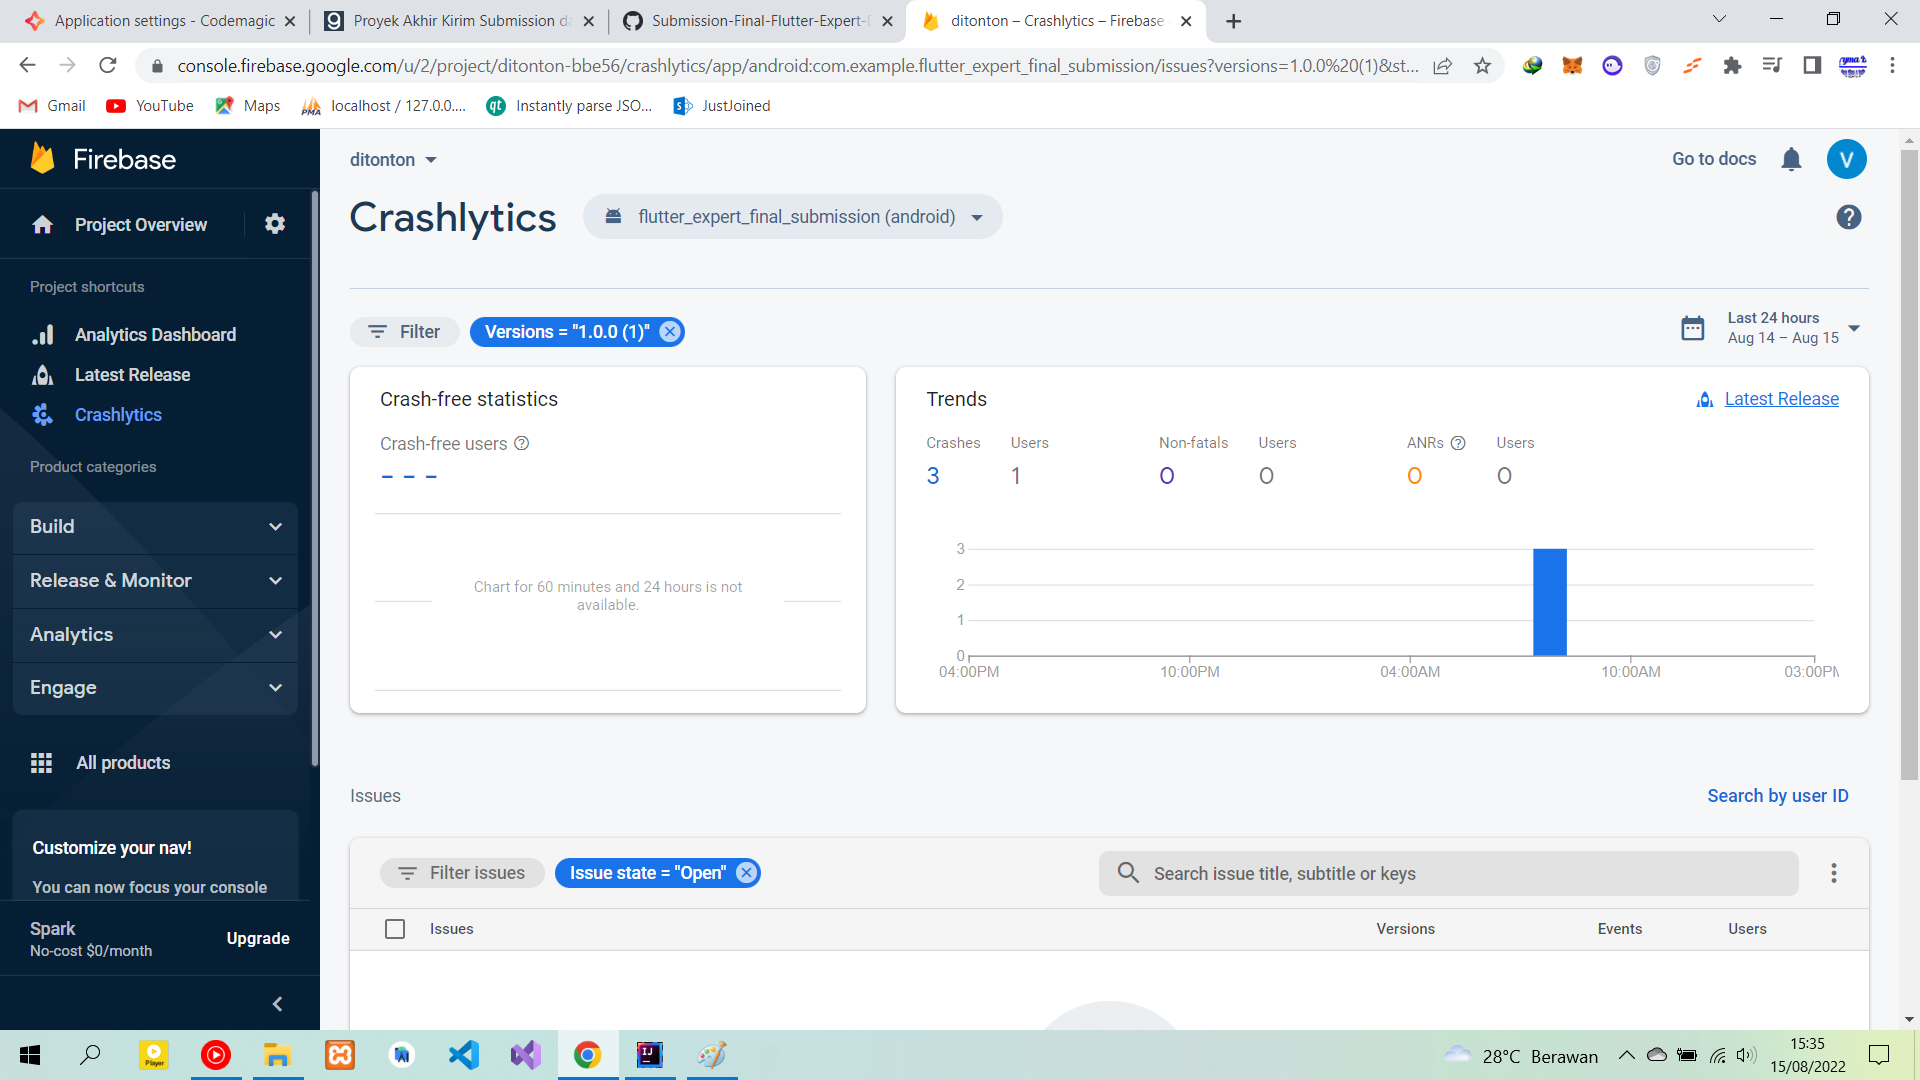 Application settings - Codemagic
Proyek Akhir Kirim Submission da
Submission-Final-Flutter-Expert-D
ditonton – Crashlytics – Firebase
console.firebase.google.com/u/2/project/ditonton-bbe56/crashlytics/app/android:com.example.flutter_expert_final_submission/issues?versions=1.0.0%20(1)&st...
Gmail
YouTube
Maps
localhost / 127.0.0....
Instantly parse JSO...
JustJoined
Firebase
Project Overview
Project shortcuts
Analytics Dashboard
Latest Release
Crashlytics
Product categories
Build
Release & Monitor
Analytics
Engage
All products
Customize your nav!
You can now focus your console
Spark
No-cost $0/month
Upgrade
ditonton
Go to docs
V
Crashlytics
flutter_expert_final_submission (android)
Filter
Versions = "1.0.0 (1)"
Last 24 hours
Aug 14 – Aug 15
Crash-free statistics
Crash-free users
- - -
Chart for 60 minutes and 24 hours is not
available.
Trends
Latest Release
Crashes Users Non-fatals Users ANRs Users
3 1 0 0 0 0
3
2
1
0
04:00PM 10:00PM 04:00AM 10:00AM 03:00PM
Issues
Search by user ID
Filter issues
Issue state = "Open"
Search issue title, subtitle or keys
Issues Versions Events Users
28°C Berawan
15:35
15/08/2022